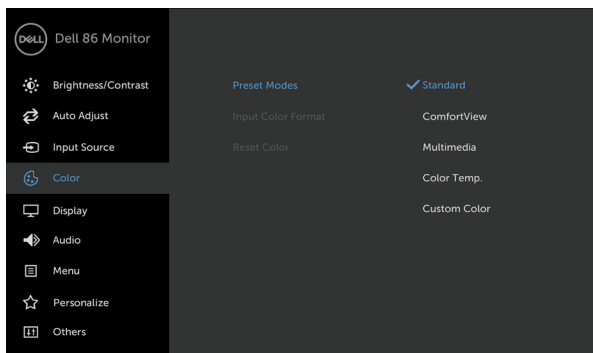 DELL Dell 86 Monitor
Brightness/Contrast
Auto Adjust
Input Source
Color
Display
Audio
Menu
Personalize
Others
Preset Modes
Input Color Format
Reset Color
Standard
ComfortView
Multimedia
Color Temp.
Custom Color